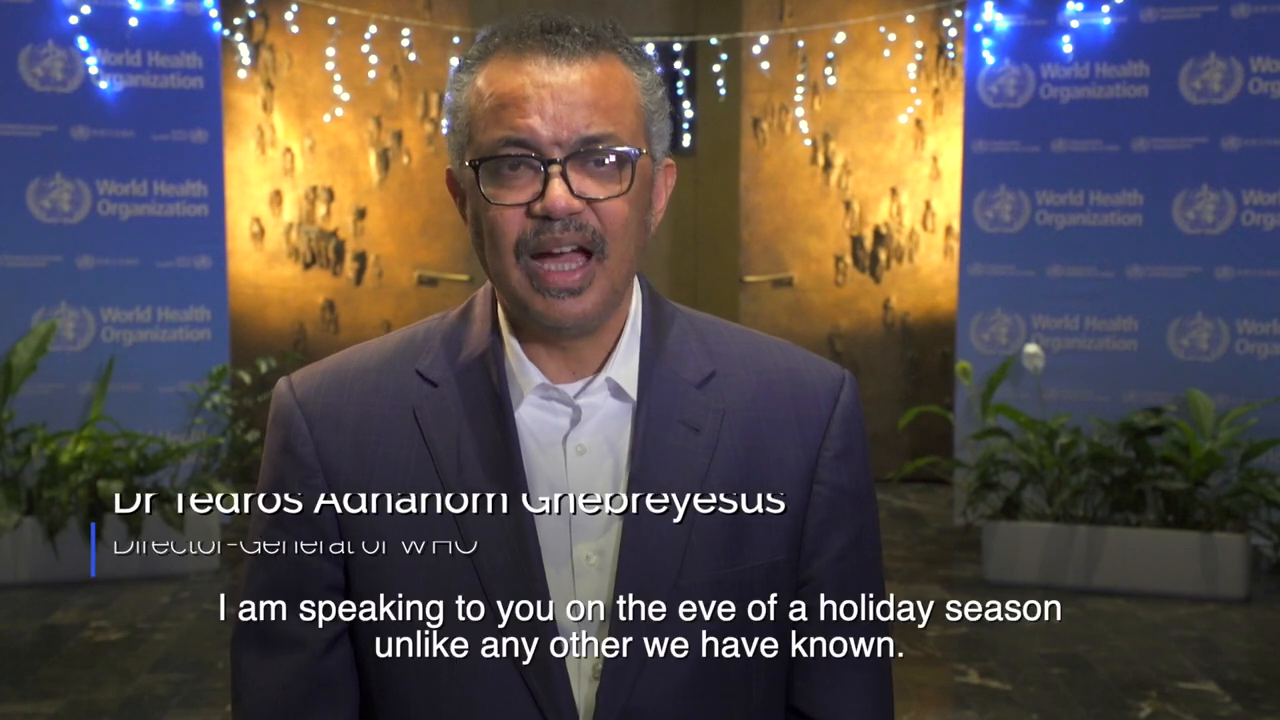 World Health
Organization
World Health
Organization
World Health
Organization
World Health
Organization
World Health
Organization
World Health
Organization
Dr Tedros Adhanom Ghebreyesus
Director-General of WHO
I am speaking to you on the eve of a holiday season
unlike any other we have known.